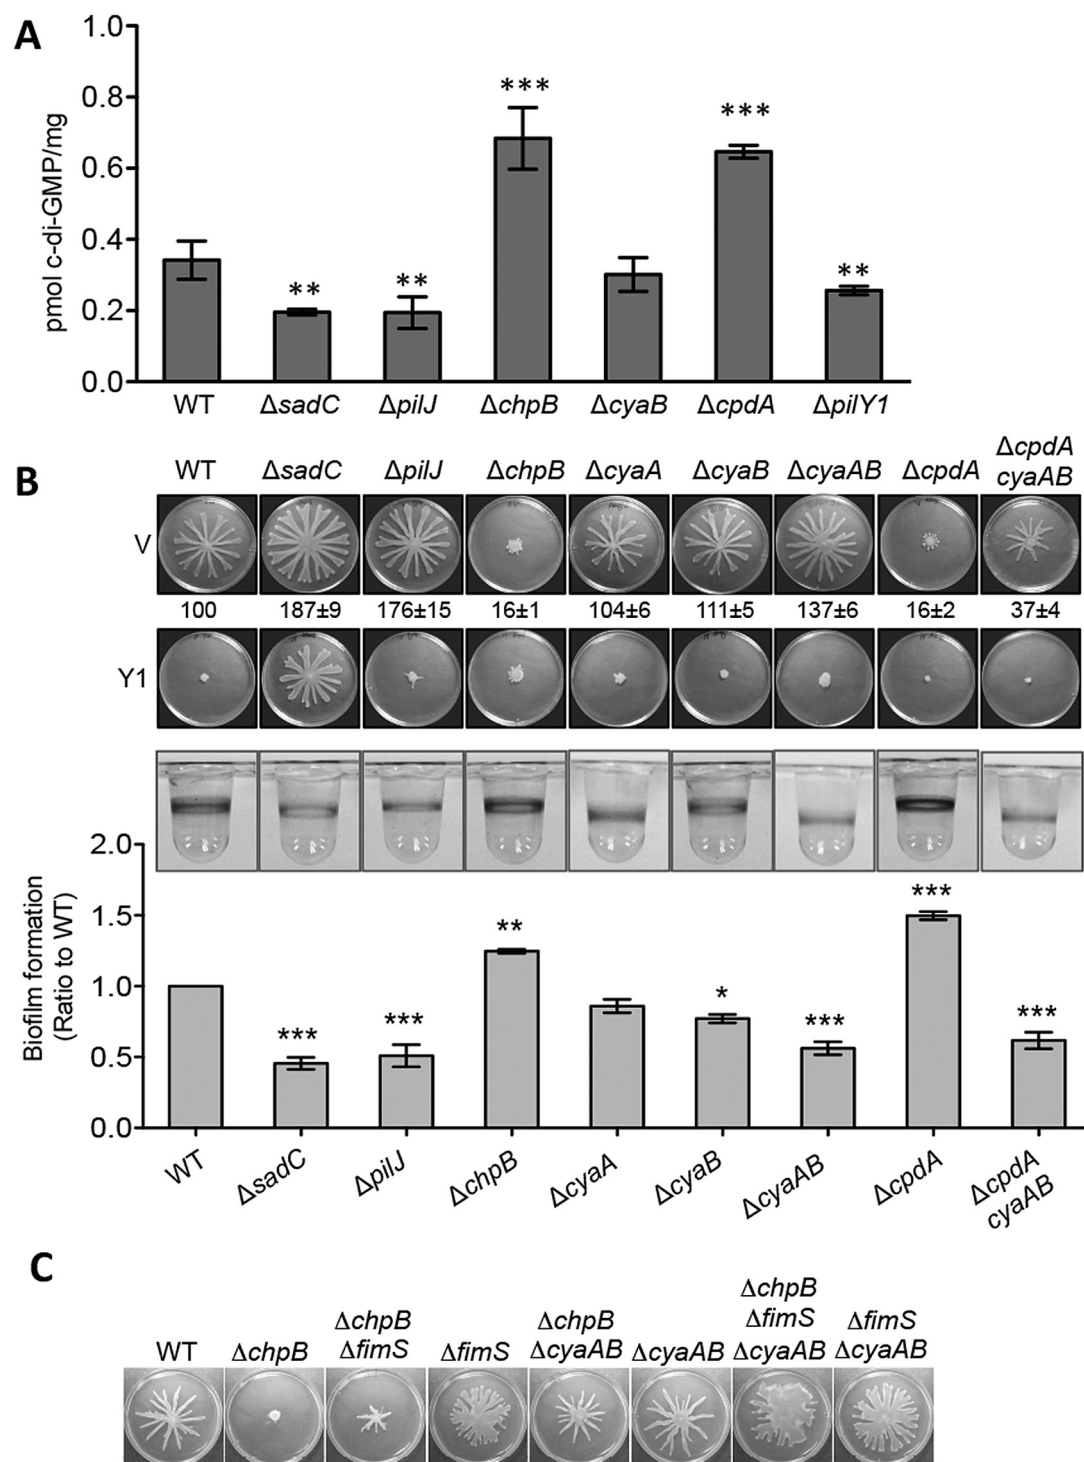 A
pmol c-di-GMP/mg
1.0
0.8
0.6
0.4
0.2
0.0
***
***
**
**
**
WT ΔsadC ΔpilJ ΔchpB ΔcyaB ΔcpdA ΔpilY1
B
WT ΔsadC ΔpilJ ΔchpB ΔcyaA ΔcyaB ΔcyaAB ΔcpdA ΔcpdA
cyaAB
V
100 187±9 176±15 16±1 104±6 111±5 137±6 16±2 37±4
Y1
Biofilm formation
(Ratio to WT)
2.0
1.5
1.0
0.5
0.0
***
***
**
*
***
***
***
WT ΔsadC ΔpilJ ΔchpB ΔcyaA ΔcyaB ΔcyaAB ΔcpdA ΔcpdA
cyaAB
C
WT
ΔchpB
ΔchpB
ΔfimS
ΔfimS
ΔchpB
ΔcyaAB
ΔcyaAB
ΔchpB
ΔfimS
ΔcyaAB
ΔfimS
ΔcyaAB